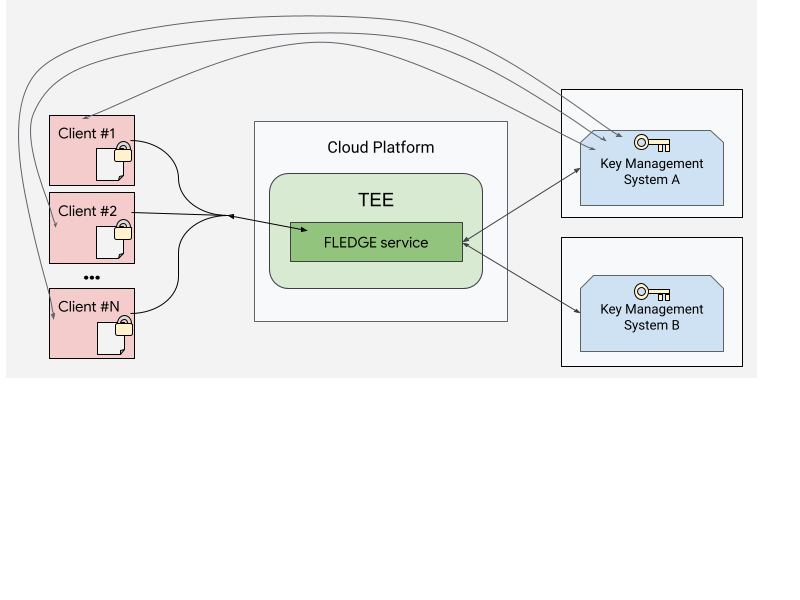 Client #1
Cloud Platform
Key Management
System A
TEE
Client #2
FLEDGE service
•••
Client #N
Key Management
System B